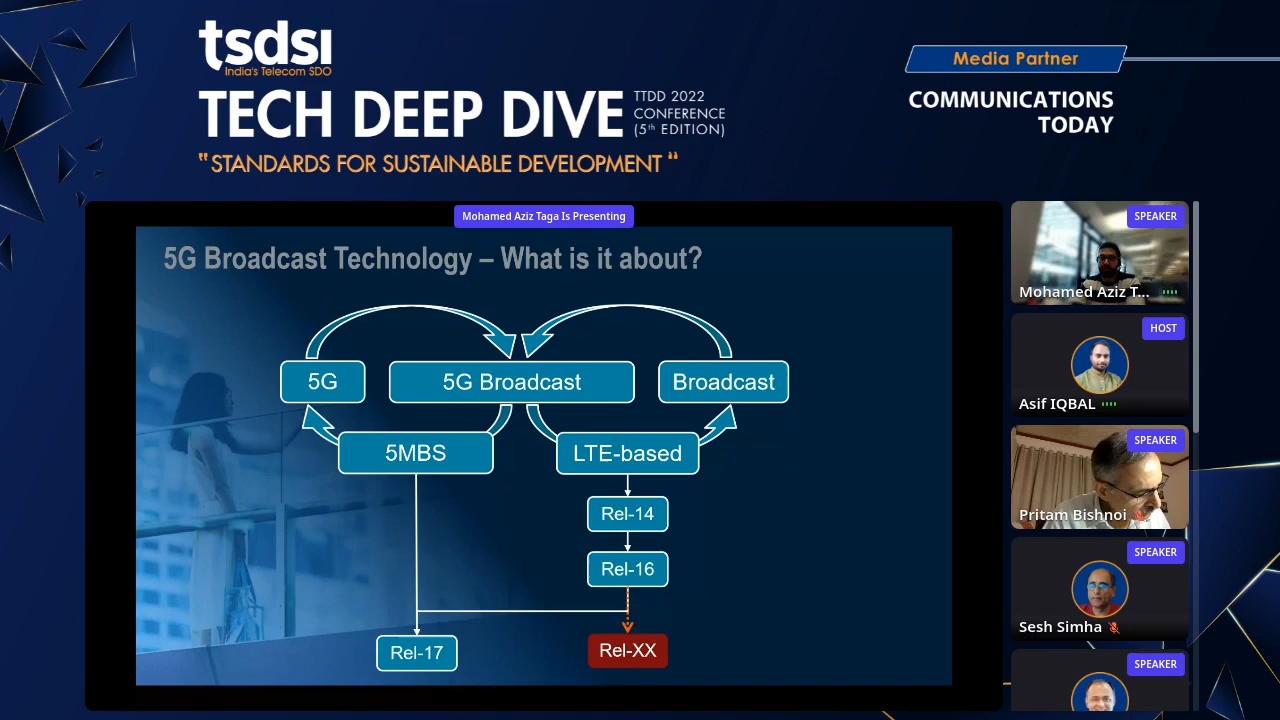 tsdsi
India's Telecom SDO
TECH DEEP DIVE
TTDD 2022
CONFERENCE
(5th EDITION)
"STANDARDS FOR SUSTAINABLE DEVELOPMENT"
Media Partner
COMMUNICATIONS
TODAY
Mohamed Aziz Taga Is Presenting
5G Broadcast Technology – What is it about?
5G
5G Broadcast
Broadcast
5MBS
LTE-based
Rel-14
Rel-16
Rel-17
Rel-XX
SPEAKER
Mohamed Aziz T...
HOST
Asif IQBAL
SPEAKER
Pritam Bishnoi
SPEAKER
Sesh Simha
SPEAKER